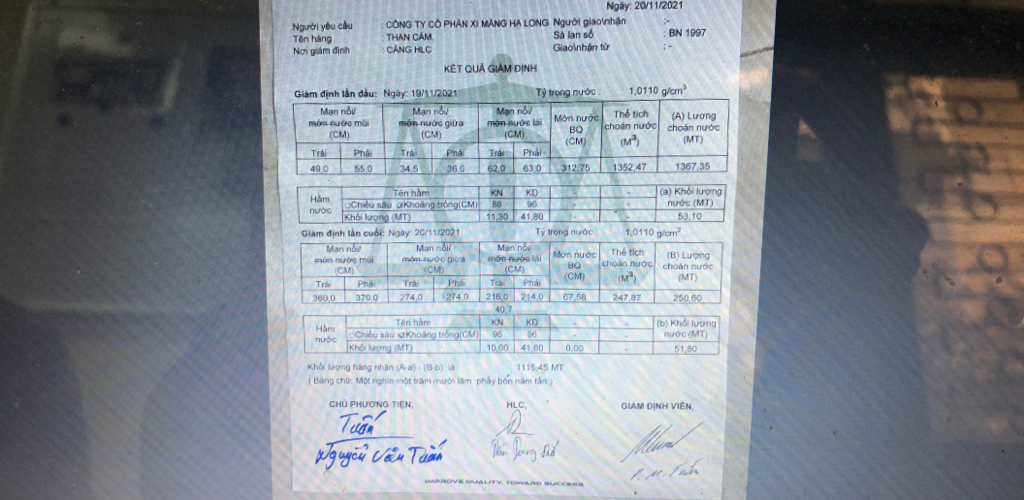 Ngày: 20/11/2021
Người yêu cầu : CÔNG TY CỔ PHẦN XI MĂNG HẠ LONG Người giao\nhận :-
Tên hàng : THAN CÁM Sà lan số : BN 1997
Nơi giám định : CẢNG HLC Giao\nhận từ :-
KẾT QUẢ GIÁM ĐỊNH
Giám định lần đầu: Ngày: 19/11/2021 Tỷ trọng nước : 1,0110 g/cm³
Mạn nổi/ Mạn nổi/ Mạn nổi/ Món nước Thể tích (A) Lượng
món nước mũi món nước giữa món nước lái BQ choán nước choán nước
(CM) (CM) (CM) (CM) (M³) (MT)
Trái Phải Trái Phải Trái Phải
49,0 55,0 34,5 36,0 62,0 63,0 312,75 1352,47 1367,35
Hầm nước Tên hầm KN KD - - (a) Khối lượng
Chiều sâu Khoảng trống(CM) 88 96 - - nước (MT)
Khối lượng (MT) 11,30 41,80 - - 53,10
Giám định lần cuối: Ngày: 20/11/2021 Tỷ trọng nước : 1,0110 g/cm³
Mạn nổi/ Mạn nổi/ Mạn nổi/ Món nước Thể tích (B) Lượng
món nước mũi món nước giữa món nước lái BQ choán nước choán nước
(CM) (CM) (CM) (CM) (M³) (MT)
Trái Phải Trái Phải Trái Phải
360,0 370,0 274,0 274,0 216,0 214,0 67,58 247,87 250,60
40,7
Hầm nước Tên hầm KN KD - - (b) Khối lượng
Chiều sâu Khoảng trống(CM) 96 96 - - nước (MT)
Khối lượng (MT) 10,00 41,80 0,00 - 51,80
Khối lượng hàng nhận (A-a) - (B-b) là : 1115,45 MT
( Bằng chữ: Một nghìn một trăm mười lăm phẩy bốn năm tấn )
CHỦ PHƯƠNG TIỆN, HLC, GIÁM ĐỊNH VIÊN,
Tuấn
Nguyễn Văn Tuấn
IMPROVE QUALITY, TOWARD SUCCESS